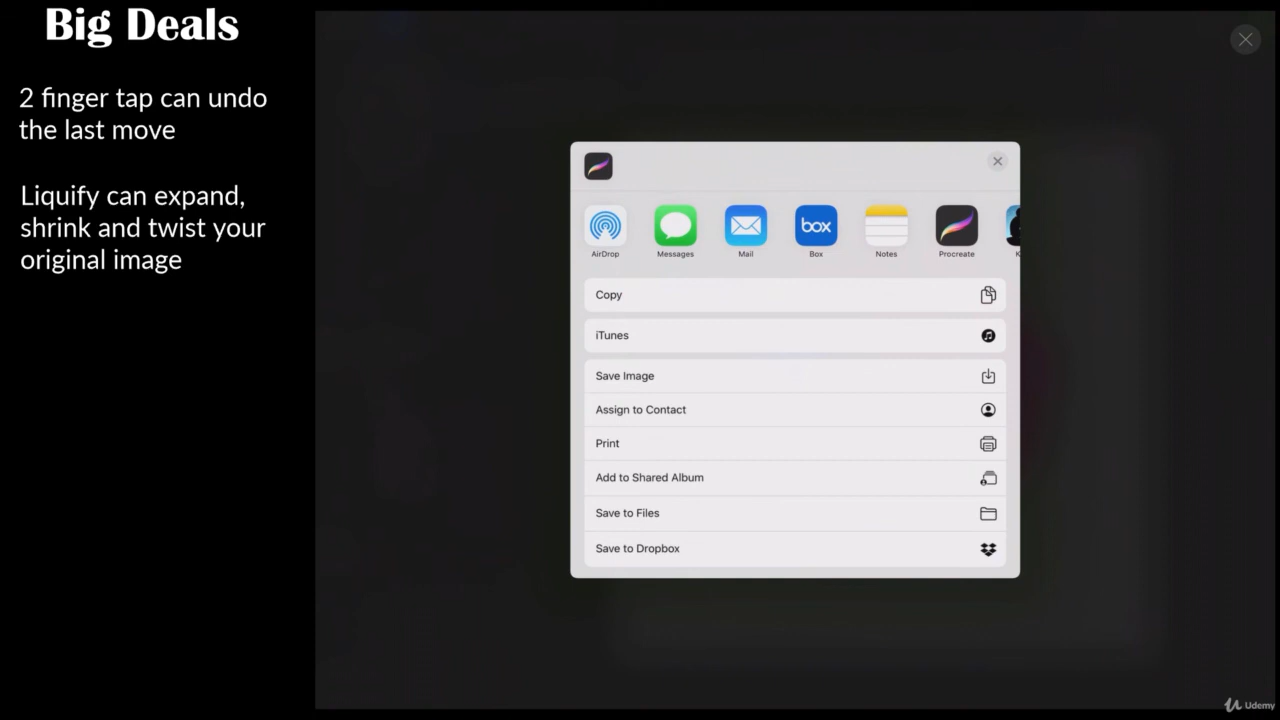 Big Deals
2 finger tap can undo
the last move
Liquify can expand,
shrink and twist your
original image
AirDrop
Messages
Mail
box
Box
Notes
Procreate
K
Copy
iTunes
Save Image
Assign to Contact
Print
Add to Shared Album
Save to Files
Save to Dropbox
Udemy